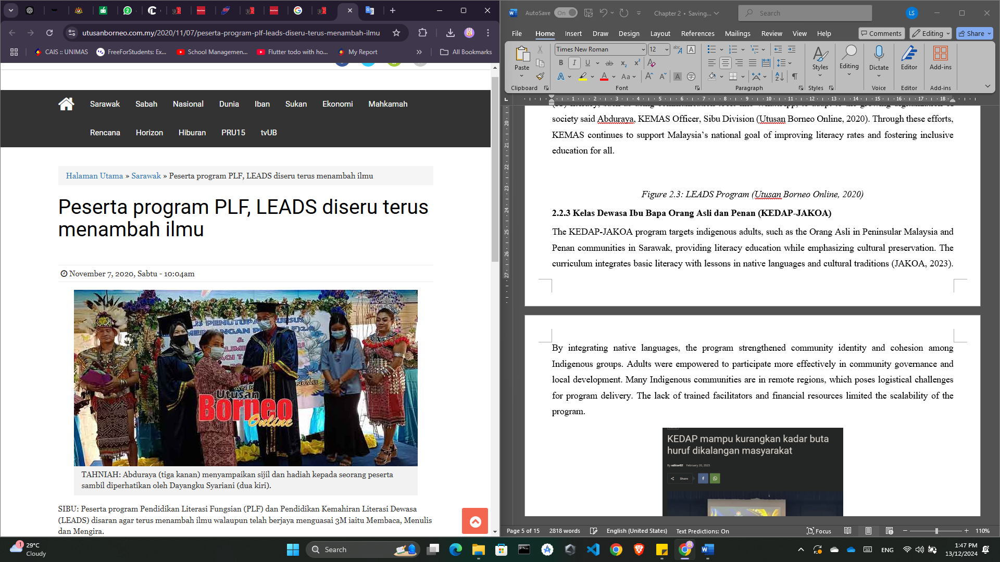 utusanborneo.com.my/2020/11/07/peserta-program-plf-leads-diseru-terus-menambah-ilmu
CAIS :: UNIMAS
FreeForStudents: Ex...
School Managemen...
Flutter todo with ho...
My Report
All Bookmarks
Sarawak
Sabah
Nasional
Dunia
Iban
Sukan
Ekonomi
Mahkamah
Rencana
Horizon
Hiburan
PRU15
tvUB
Halaman Utama » Sarawak » Peserta program PLF, LEADS diseru terus menambah ilmu
Peserta program PLF, LEADS diseru terus
menambah ilmu
November 7, 2020, Sabtu - 10:04am
Utusan
Borneo
Online
TAHNIAH: Abduraya (tiga kanan) menyampaikan sijil dan hadiah kepada seorang peserta
sambil diperhatikan oleh Dayangku Syariani (dua kiri).
SIBU: Peserta program Pendidikan Literasi Fungsian (PLF) dan Pendidikan Kemahiran Literasi Dewasa
(LEADS) disaran agar terus menambah ilmu walaupun telah berjaya menguasai 3M iaitu Membaca, Menulis
dan Mengira.
AutoSave On
Chapter 2 • Saving...
Search
LS
File Home Insert Draw Design Layout References Mailings Review View Help
Comments
Editing
Share
Paste
Times New Roman 12
Styles
Editing
Dictate
Editor
Add-ins
Clipboard
Font
Paragraph
Styles
Voice
Editor
Add-ins
society said Abduraya, KEMAS Officer, Sibu Division (Utusan Borneo Online, 2020). Through these efforts,
KEMAS continues to support Malaysia's national goal of improving literacy rates and fostering inclusive
education for all.
Figure 2.3: LEADS Program (Utusan Borneo Online, 2020)
2.2.3 Kelas Dewasa Ibu Bapa Orang Asli dan Penan (KEDAP-JAKOA)
The KEDAP-JAKOA program targets indigenous adults, such as the Orang Asli in Peninsular Malaysia and
Penan communities in Sarawak, providing literacy education while emphasizing cultural preservation. The
curriculum integrates basic literacy with lessons in native languages and cultural traditions (JAKOA, 2023).
By integrating native languages, the program strengthened community identity and cohesion among
Indigenous groups. Adults were empowered to participate more effectively in community governance and
local development. Many Indigenous communities are in remote regions, which poses logistical challenges
for program delivery. The lack of trained facilitators and financial resources limited the scalability of the
program.
KEDAP mampu kurangkan kadar buta
huruf dikalangan masyarakat
By editor02 February 20, 2023
Share
Page 5 of 15
2818 words
English (United States)
Text Predictions: On
Focus
110%
29°C
Cloudy
Search
ENG
1:47 PM
13/12/2024